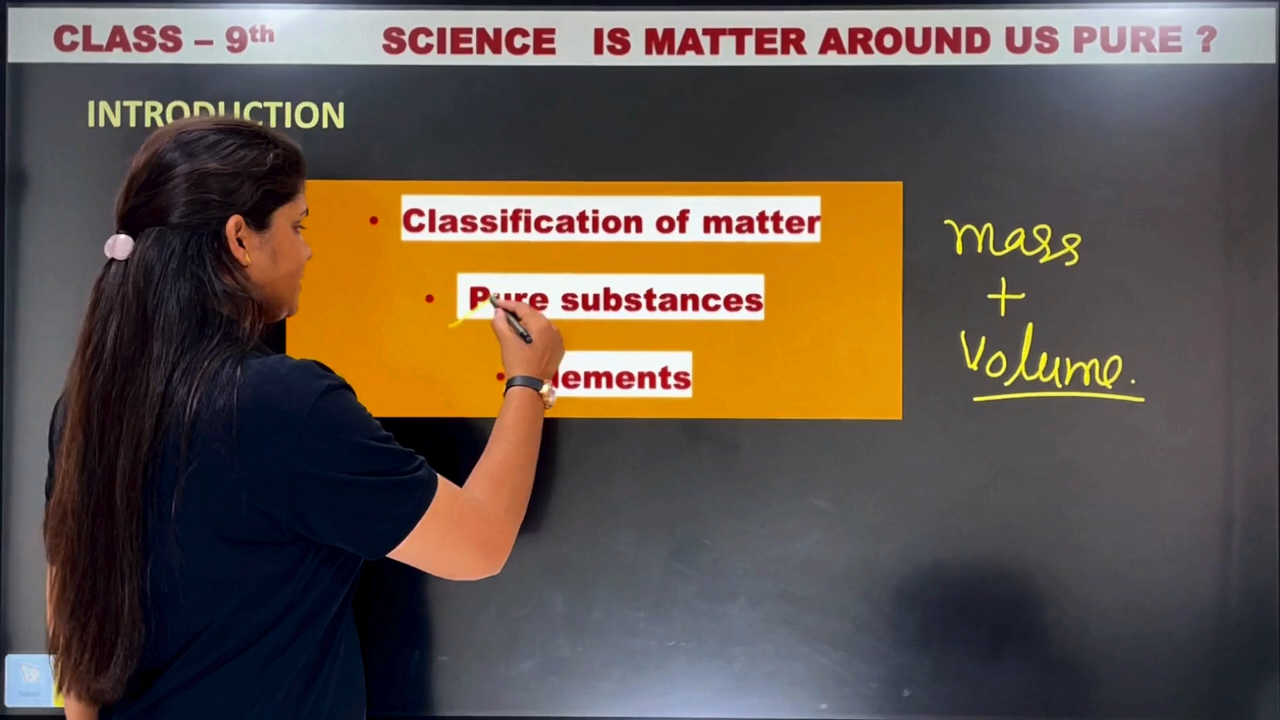 CLASS – 9th SCIENCE IS MATTER AROUND US PURE ?
INTRODUCTION
• Classification of matter
• Pure substances
mass
+
volume.